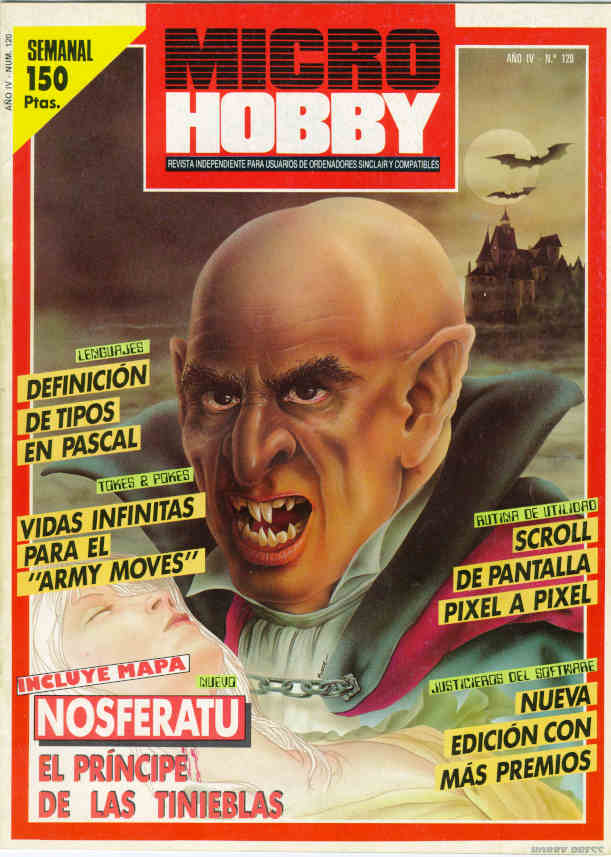 AÑO IV - NUM. 120
SEMANAL
150
Ptas.
MICRO
HOBBY
REVISTA INDEPENDIENTE PARA USUARIOS DE ORDENADORES SINCLAIR Y COMPATIBLES
AÑO IV - N.° 120
LENGUAJES
DEFINICIÓN
DE TIPOS
EN PASCAL
TOKES & POKES
VIDAS INFINITAS
PARA EL
"ARMY MOVES"
RUTINA DE UTILIDAD
SCROLL
DE PANTALLA
PIXEL A PIXEL
INCLUYE MAPA
NUEVO
NOSFERATU
EL PRÍNCIPE
DE LAS TINIEBLAS
JUSTICIEROS DEL SOFTWARE
NUEVA
EDICIÓN CON
MÁS PREMIOS
HOBBY PRESS